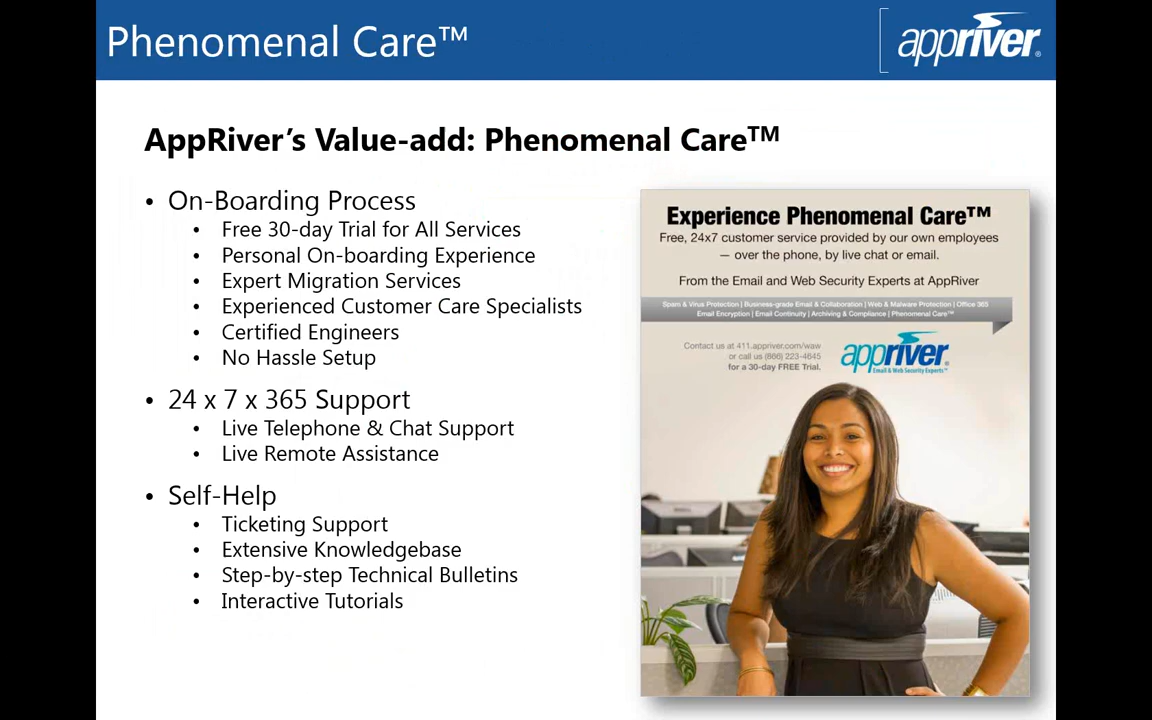 Phenomenal Care™
appriver®
AppRiver's Value-add: Phenomenal Care™
• On-Boarding Process
• Free 30-day Trial for All Services
• Personal On-boarding Experience
• Expert Migration Services
• Experienced Customer Care Specialists
• Certified Engineers
• No Hassle Setup
• 24 x 7 x 365 Support
• Live Telephone & Chat Support
• Live Remote Assistance
• Self-Help
• Ticketing Support
• Extensive Knowledgebase
• Step-by-step Technical Bulletins
• Interactive Tutorials
Experience Phenomenal Care™
Free, 24x7 customer service provided by our own employees
— over the phone, by live chat or email.
From the Email and Web Security Experts at AppRiver
Spam & Virus Protection | Business-grade Email & Collaboration | Web & Malware Protection | Office 365
Email Encryption | Email Continuity | Archiving & Compliance | Phenomenal Care™
Contact us at 411.appriver.com/waw
or call us (866) 223-4645
for a 30-day FREE Trial.
appriver®
Email & Web Security Experts™